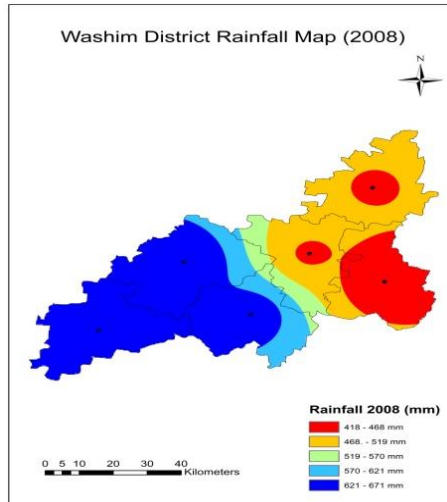 Washim District Rainfall Map (2008)
N
Rainfall 2008 (mm)
418 - 468 mm
468. - 519 mm
519 - 570 mm
570 - 621 mm
621 - 671 mm
0 5 10 20 30 40
Kilometers